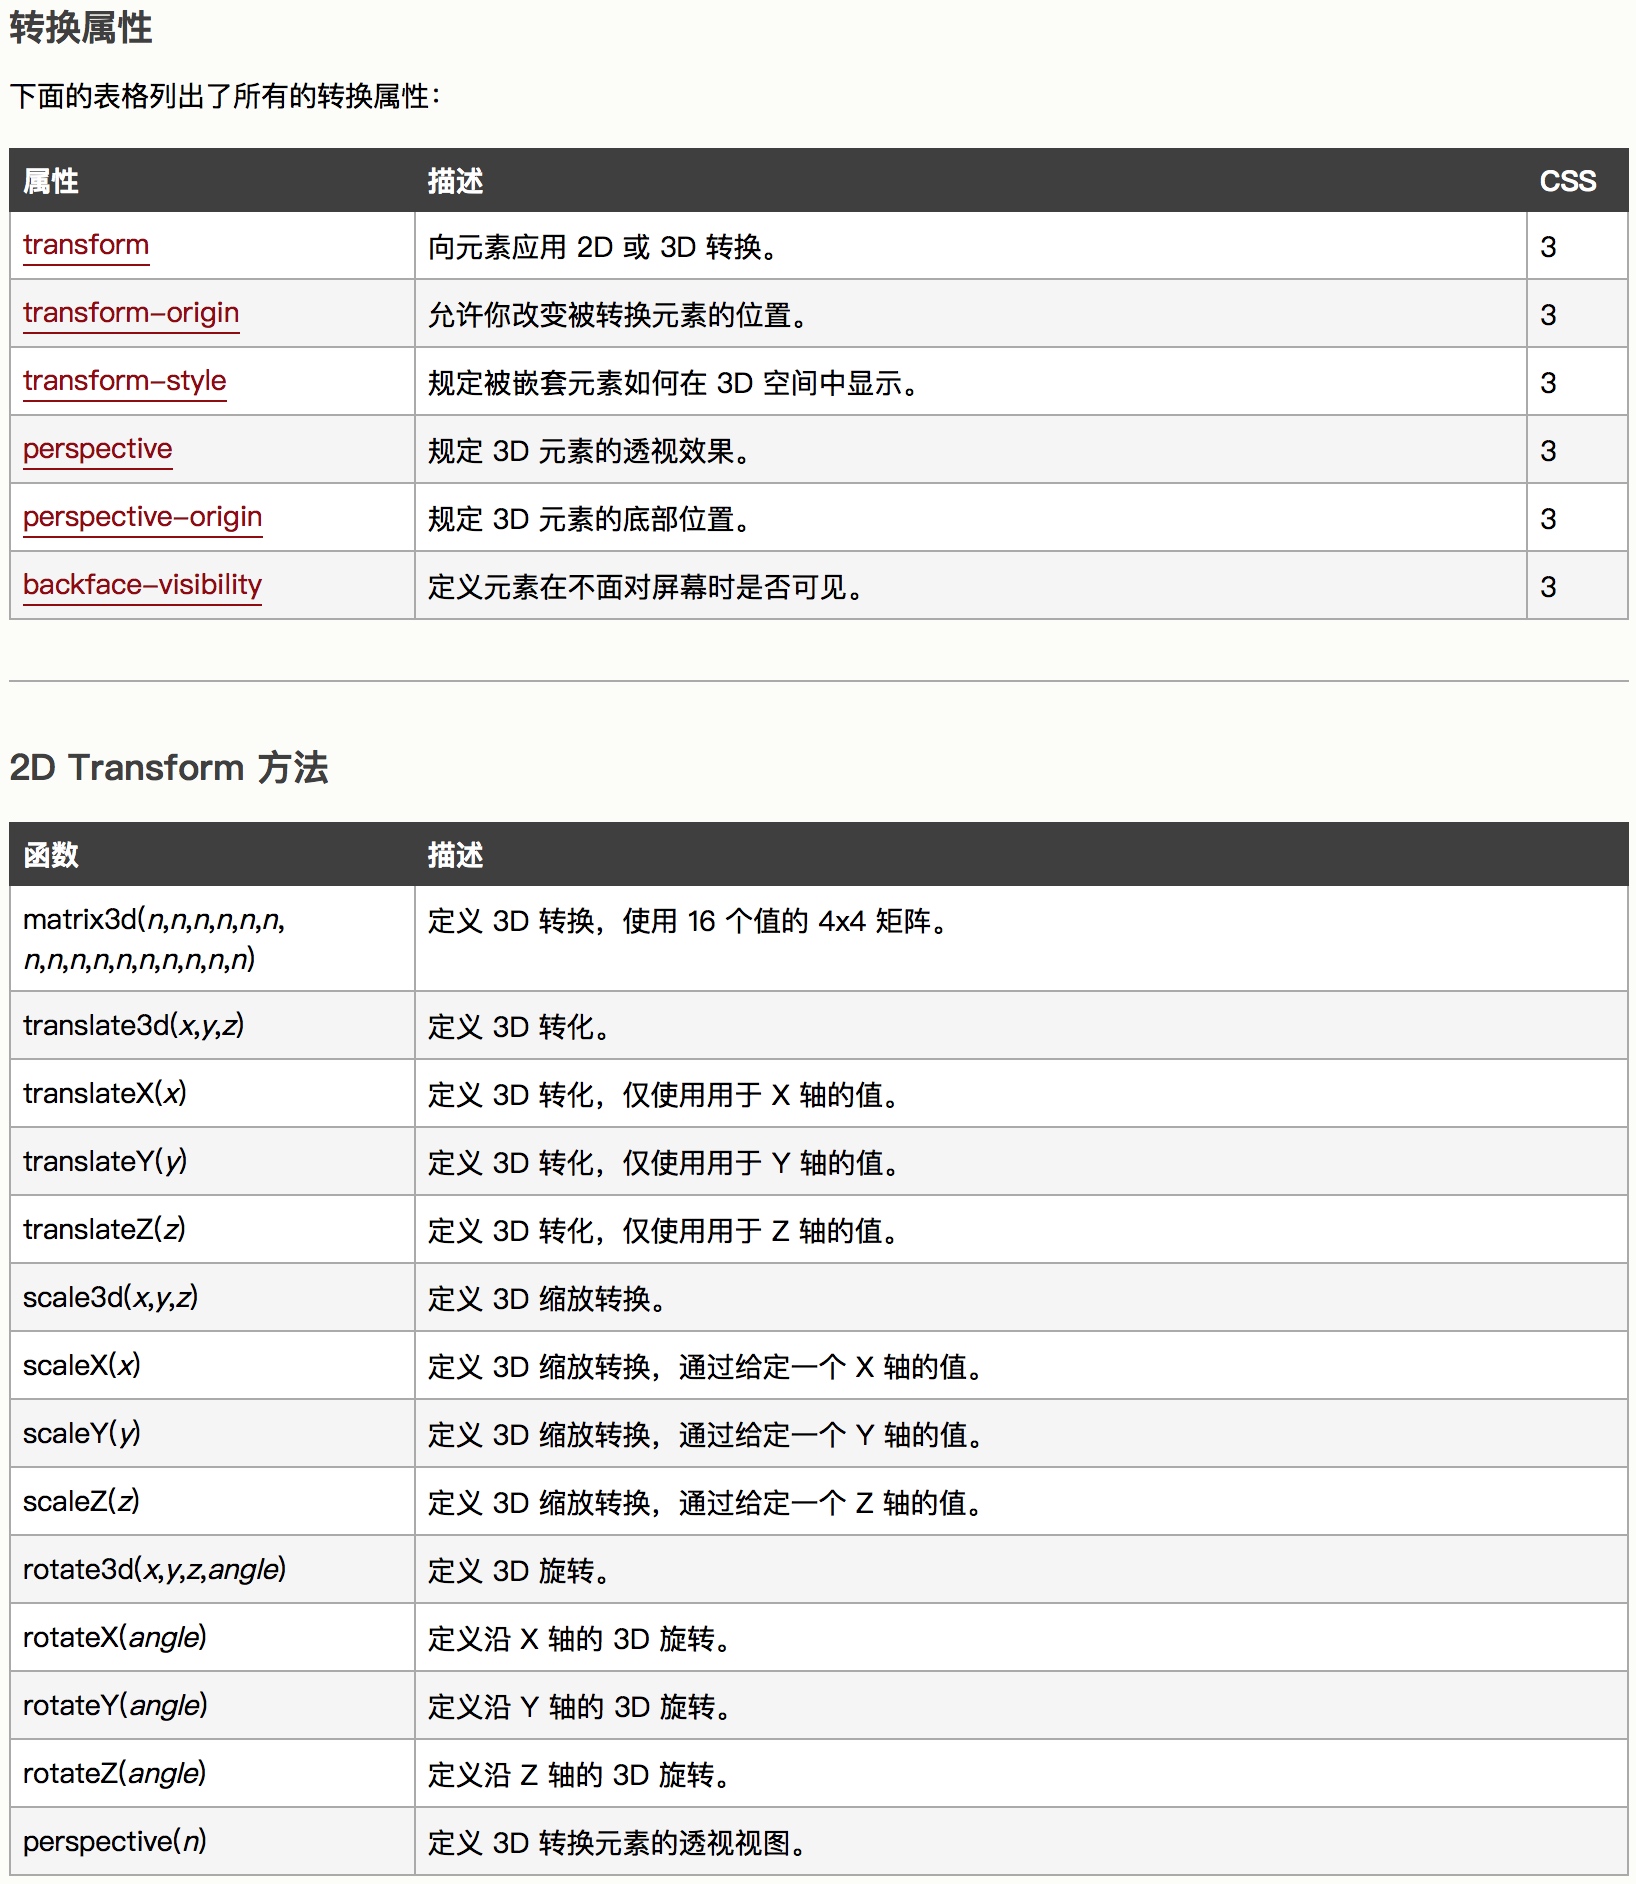 转换属性
下面的表格列出了所有的转换属性：
属性 描述 CSS
transform 向元素应用 2D 或 3D 转换。 3
transform-origin 允许你改变被转换元素的位置。 3
transform-style 规定被嵌套元素如何在 3D 空间中显示。 3
perspective 规定 3D 元素的透视效果。 3
perspective-origin 规定 3D 元素的底部位置。 3
backface-visibility 定义元素在不面对屏幕时是否可见。 3
2D Transform 方法
函数 描述
matrix3d(n,n,n,n,n,n, 定义 3D 转换，使用 16 个值的 4x4 矩阵。
n,n,n,n,n,n,n,n,n,n)
translate3d(x,y,z) 定义 3D 转化。
translateX(x) 定义 3D 转化，仅使用用于 X 轴的值。
translateY(y) 定义 3D 转化，仅使用用于 Y 轴的值。
translateZ(z) 定义 3D 转化，仅使用用于 Z 轴的值。
scale3d(x,y,z) 定义 3D 缩放转换。
scaleX(x) 定义 3D 缩放转换，通过给定一个 X 轴的值。
scaleY(y) 定义 3D 缩放转换，通过给定一个 Y 轴的值。
scaleZ(z) 定义 3D 缩放转换，通过给定一个 Z 轴的值。
rotate3d(x,y,z,angle) 定义 3D 旋转。
rotateX(angle) 定义沿 X 轴的 3D 旋转。
rotateY(angle) 定义沿 Y 轴的 3D 旋转。
rotateZ(angle) 定义沿 Z 轴的 3D 旋转。
perspective(n) 定义 3D 转换元素的透视视图。